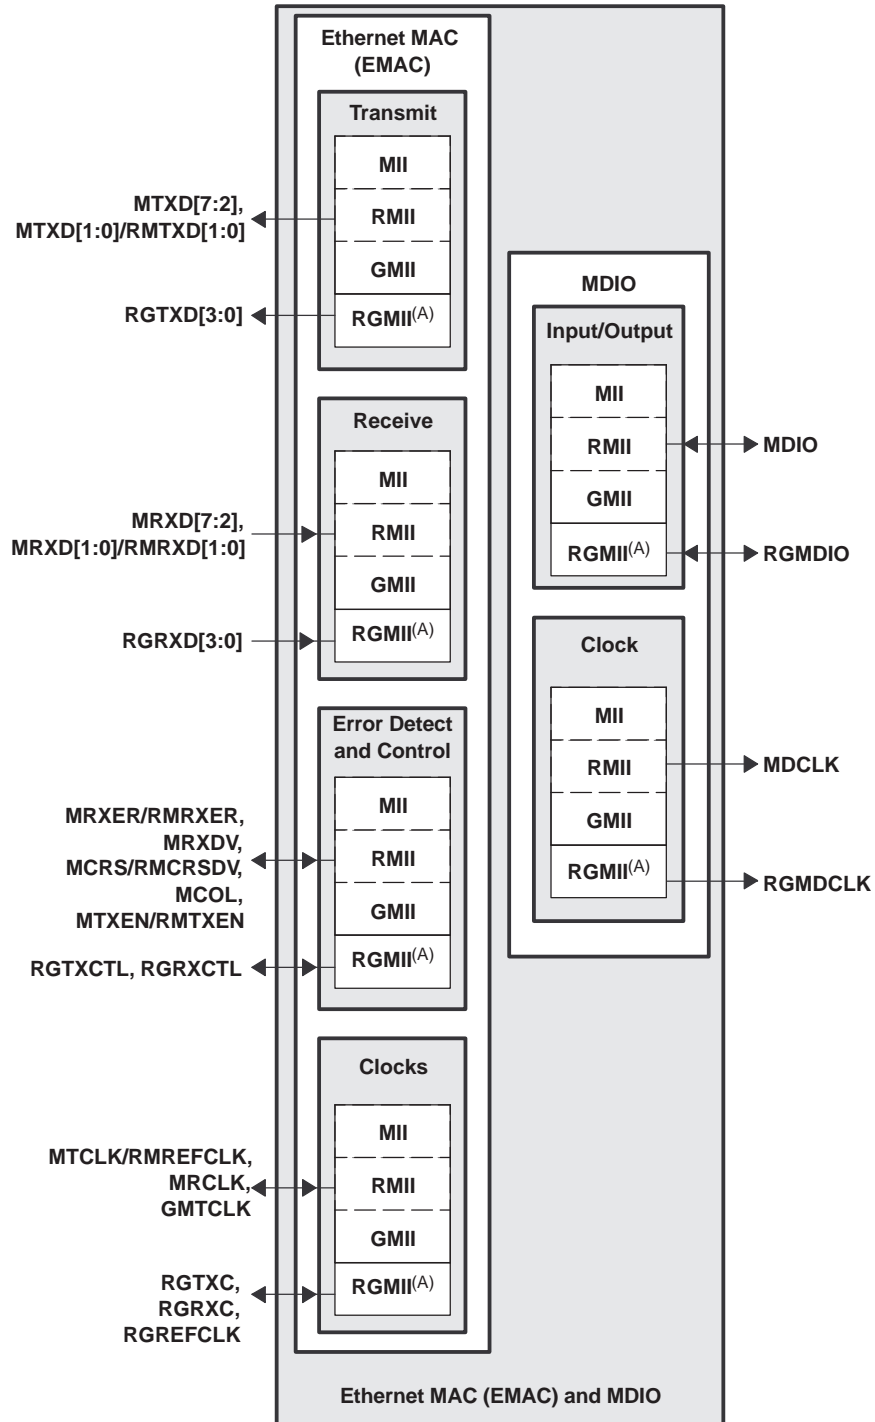 Ethernet MAC
(EMAC)
Transmit
MII
RMII
GMII
RGMII(A)
MTXD[7:2],
MTXD[1:0]/RMTXD[1:0]
RGTXD[3:0]
Receive
MII
RMII
GMII
RGMII(A)
MRXD[7:2],
MRXD[1:0]/RMRXD[1:0]
RGRXD[3:0]
Error Detect
and Control
MII
RMII
GMII
RGMII(A)
MRXER/RMRXER,
MRXDV,
MCRS/RMCRSDV,
MCOL,
MTXEN/RMTXEN
RGTXCTL, RGRXCTL
Clocks
MII
RMII
GMII
RGMII(A)
MTCLK/RMREFCLK,
MRCLK,
GMTCLK
RGTXC,
RGRXC,
RGREFCLK
MDIO
Input/Output
MII
RMII
GMII
RGMII(A)
MDIO
RGMDIO
Clock
MII
RMII
GMII
RGMII(A)
MDCLK
RGMDCLK
Ethernet MAC (EMAC) and MDIO